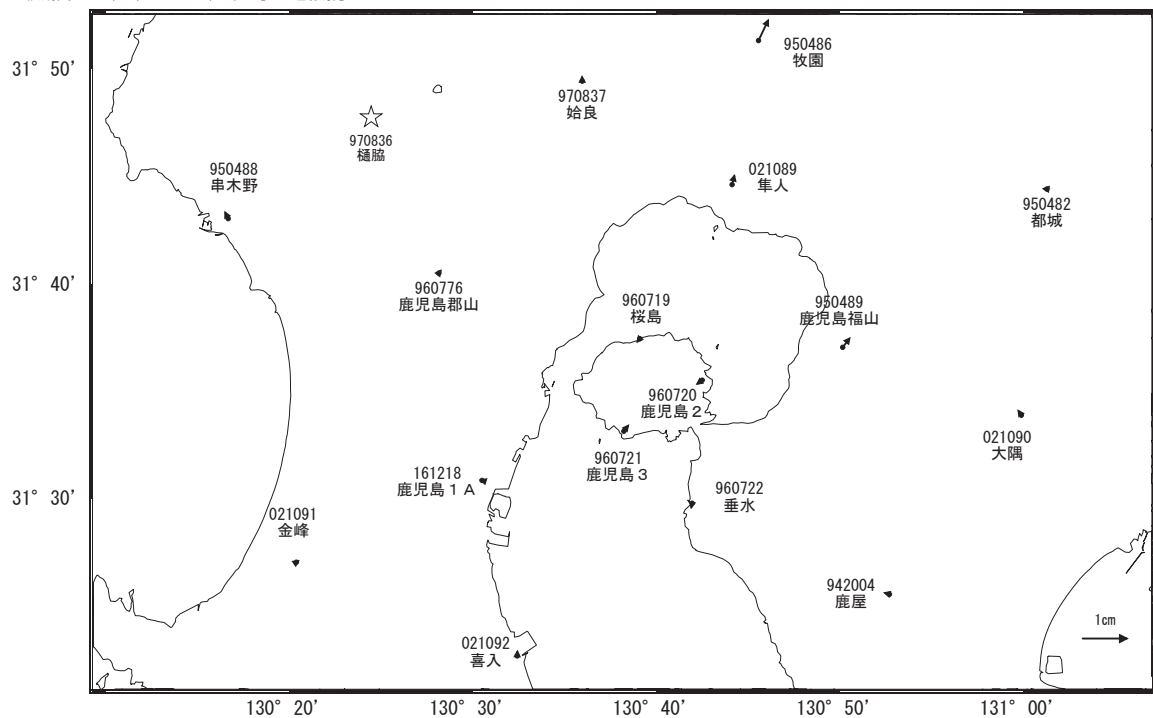 950486
牧園
31° 50′
970837
姶良
970836
樋脇
950488
串木野
021089
隼人
950482
都城
31° 40′
960776
鹿児島郡山
960719
桜島
950489
鹿児島福山
960720
鹿児島2
960721
鹿児島3
021090
大隅
161218
鹿児島1A
31° 30′
960722
垂水
021091
金峰
942004
鹿屋
1cm
021092
喜入
130° 20′
130° 30′
130° 40′
130° 50′
131° 00′